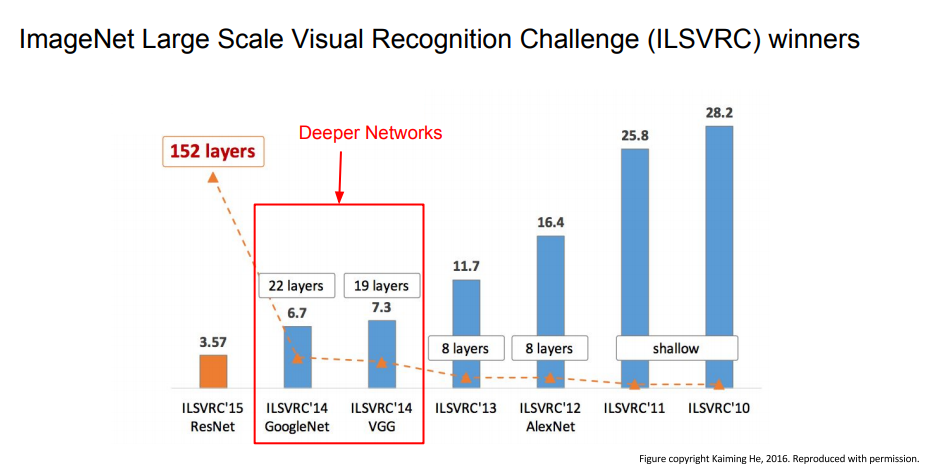 ImageNet Large Scale Visual Recognition Challenge (ILSVRC) winners
28.2
Deeper Networks
25.8
152 layers
16.4
11.7
22 layers
19 layers
6.7
7.3
3.57
8 layers
8 layers
shallow
ILSVRC'15
ResNet
ILSVRC'14
GoogleNet
ILSVRC'14
VGG
ILSVRC'13
ILSVRC'12
AlexNet
ILSVRC'11
ILSVRC'10
Figure copyright Kaiming He, 2016. Reproduced with permission.